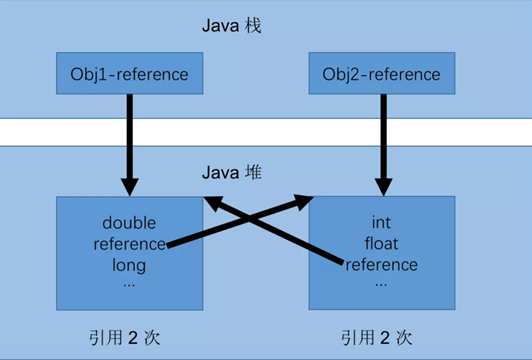 Java 栈
Obj1-reference
Obj2-reference
Java 堆
double
reference
long
...
int
float
reference
...
引用 2 次
引用 2 次